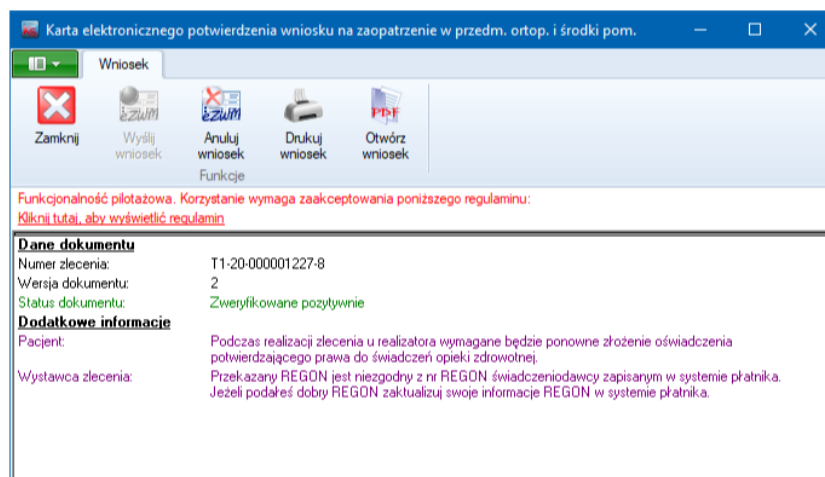 Karta elektronicznego potwierdzenia wniosku na zaopatrzenie w przedm. ortop. i środki pom.
Wniosek
Zamknij
eZWM
Wyślij
wniosek
eZWM
Anuluj
wniosek
Drukuj
wniosek
PDF
Otwórz
wniosek
Funkcje
Funkcjonalność pilotażowa. Korzystanie wymaga zaakceptowania poniższego regulaminu:
Kliknij tutaj, aby wyświetlić regulamin
Dane dokumentu
Numer zlecenia: T1-20-000001227-8
Wersja dokumentu: 2
Status dokumentu: Zweryfikowane pozytywnie
Dodatkowe informacje
Pacjent: Podczas realizacji zlecenia u realizatora wymagane będzie ponowne złożenie oświadczenia
potwierdzającego prawa do świadczeń opieki zdrowotnej.
Wystawca zlecenia: Przekazany REGON jest niezgodny z nr REGON świadczeniodawcy zapisanym w systemie płatnika.
Jeżeli podałeś dobry REGON zaktualizuj swoje informacje REGON w systemie płatnika.